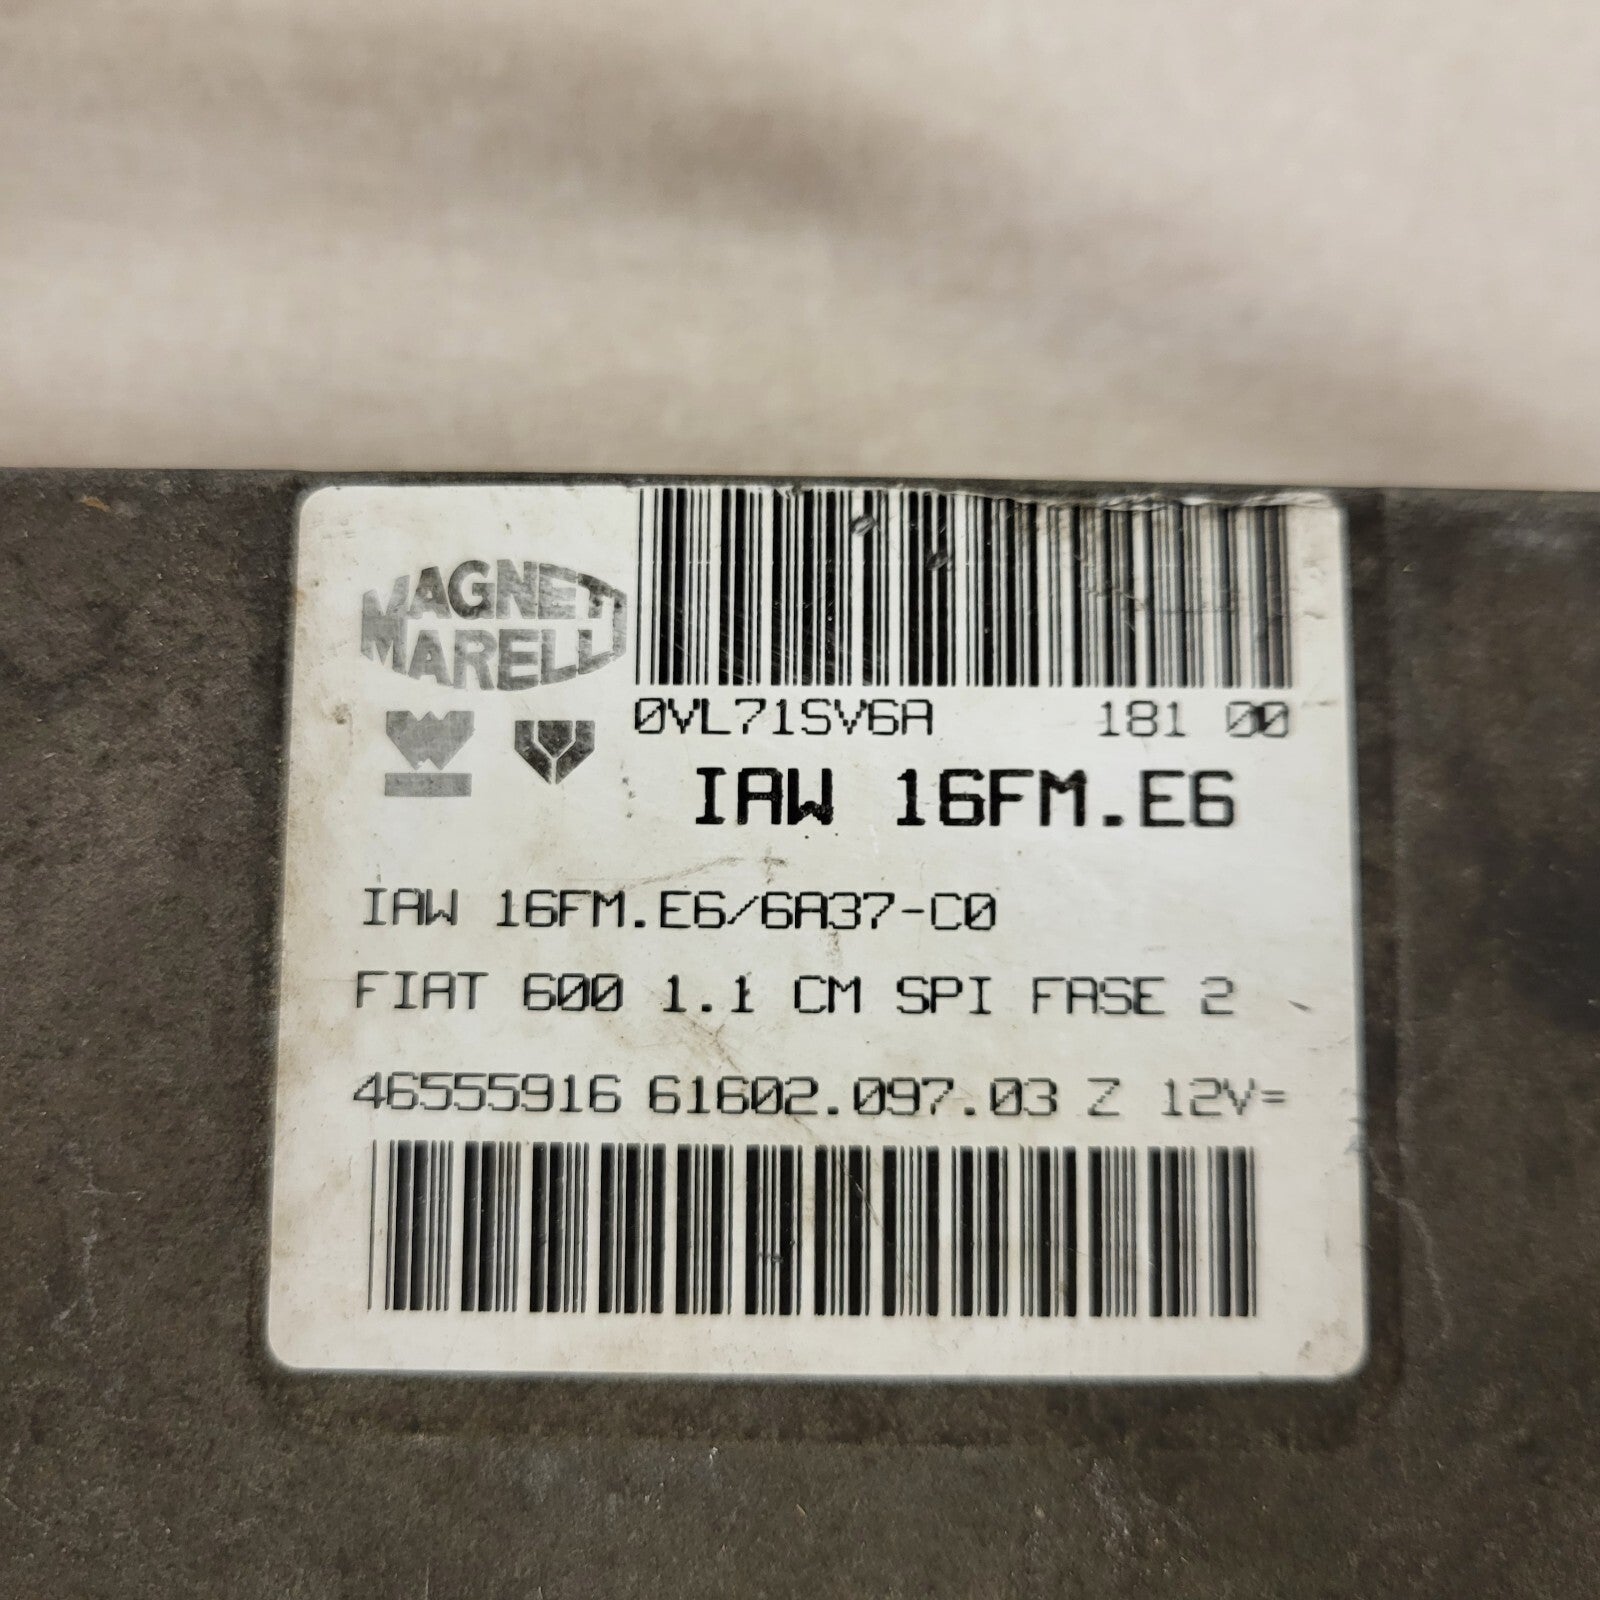 MAGNETI
MARELLI
0VL71SV6A 181 00
IAW 16FM.E6
IAW 16FM.E6/6A37-C0
FIAT 600 1.1 CM SPI FASE 2
46555916 61602.097.03 Z 12V=